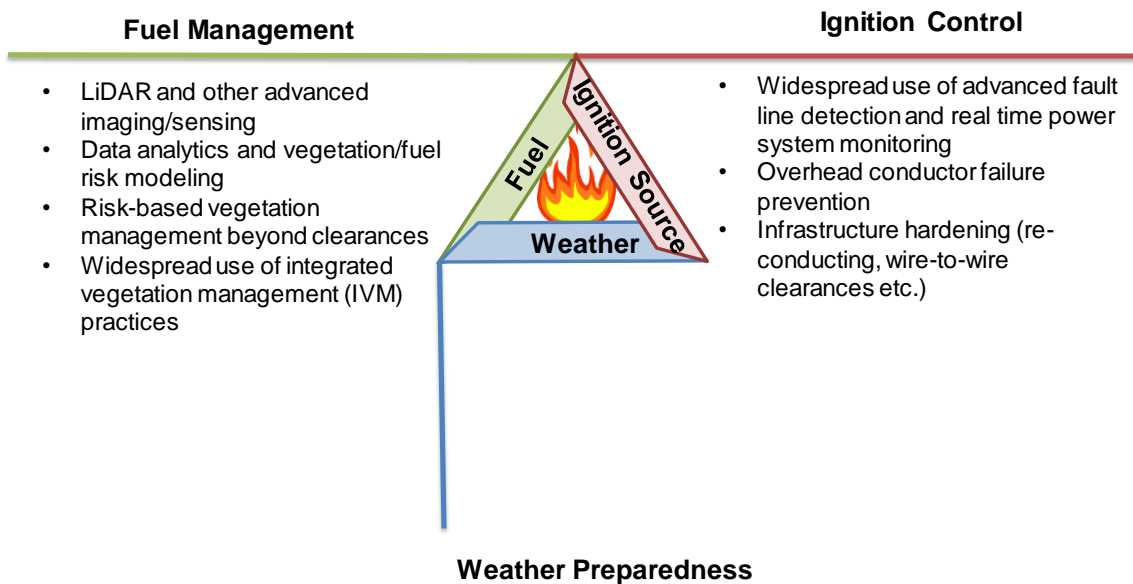 Fuel Management
Ignition Control
• LiDAR and other advanced
imaging/sensing
• Data analytics and vegetation/fuel
risk modeling
• Risk-based vegetation
management beyond clearances
• Widespread use of integrated
vegetation management (IVM)
practices
Fuel
Ignition Source
Weather
• Widespread use of advanced fault
line detection and real time power
system monitoring
• Overhead conductor failure
prevention
• Infrastructure hardening (re-
conducting, wire-to-wire
clearances etc.)
Weather Preparedness